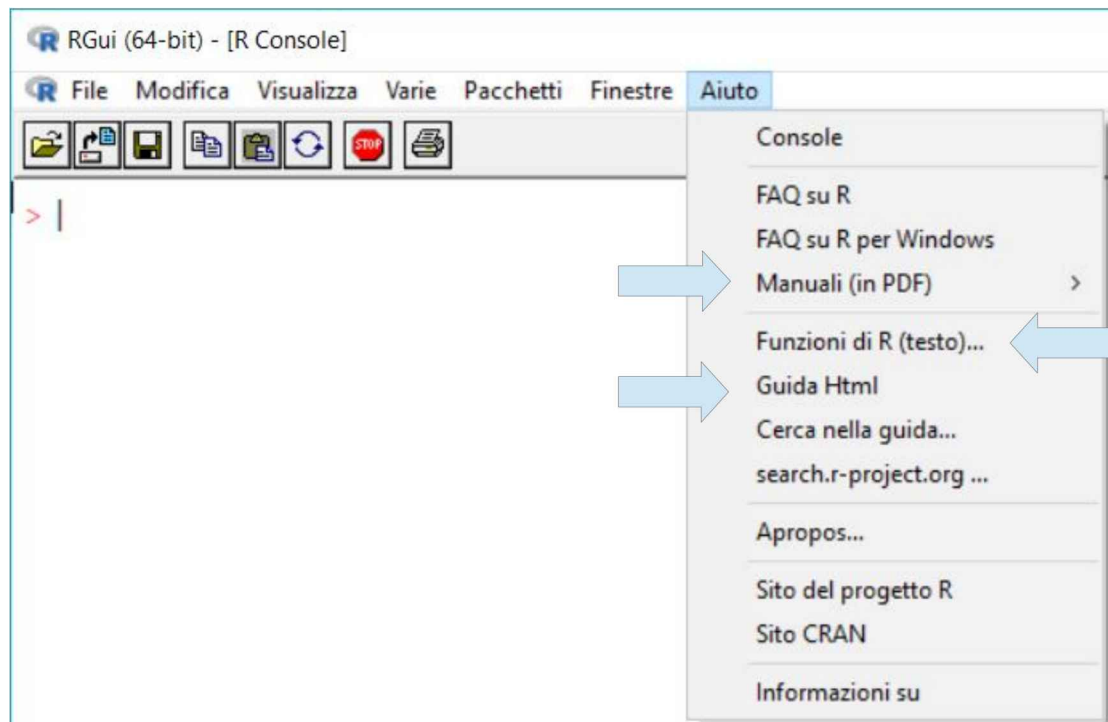 RGui (64-bit) - [R Console]
File Modifica Visualizza Varie Pacchetti Finestre Aiuto
STOP
>
Console
FAQ su R
FAQ su R per Windows
Manuali (in PDF) >
Funzioni di R (testo)...
Guida Html
Cerca nella guida...
search.r-project.org ...
Apropos...
Sito del progetto R
Sito CRAN
Informazioni su